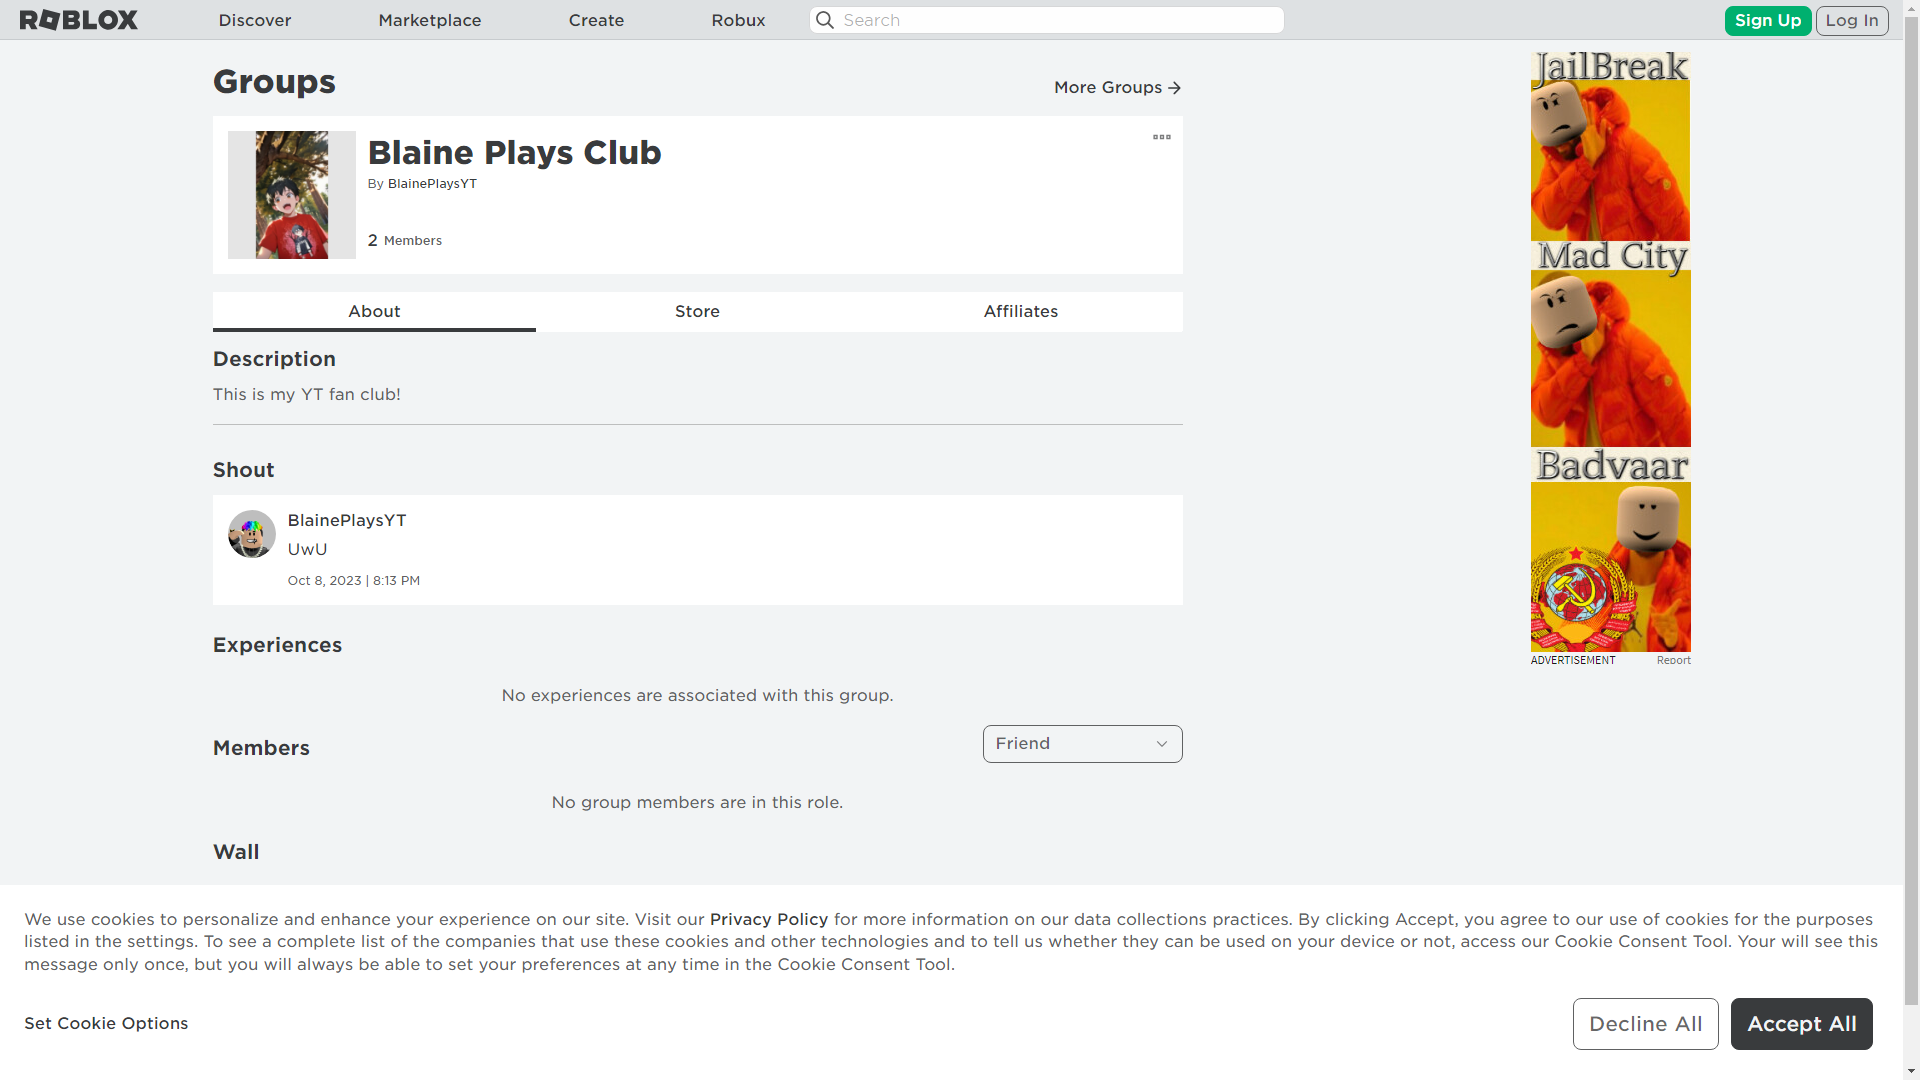 ROBLOX
Discover
Marketplace
Create
Robux
Search
Sign Up
Log In
Groups
More Groups
Blaine Plays Club
By BlainePlaysYT
2 Members
About
Store
Affiliates
Description
This is my YT fan club!
Shout
BlainePlaysYT
UwU
Oct 8, 2023 | 8:13 PM
Experiences
No experiences are associated with this group.
Members
Friend
No group members are in this role.
Wall
JailBreak
Mad City
Badvaar
ADVERTISEMENT
Report
We use cookies to personalize and enhance your experience on our site. Visit our Privacy Policy for more information on our data collections practices. By clicking Accept, you agree to our use of cookies for the purposes
listed in the settings. To see a complete list of the companies that use these cookies and other technologies and to tell us whether they can be used on your device or not, access our Cookie Consent Tool. Your will see this
message only once, but you will always be able to set your preferences at any time in the Cookie Consent Tool.
Set Cookie Options
Decline All
Accept All